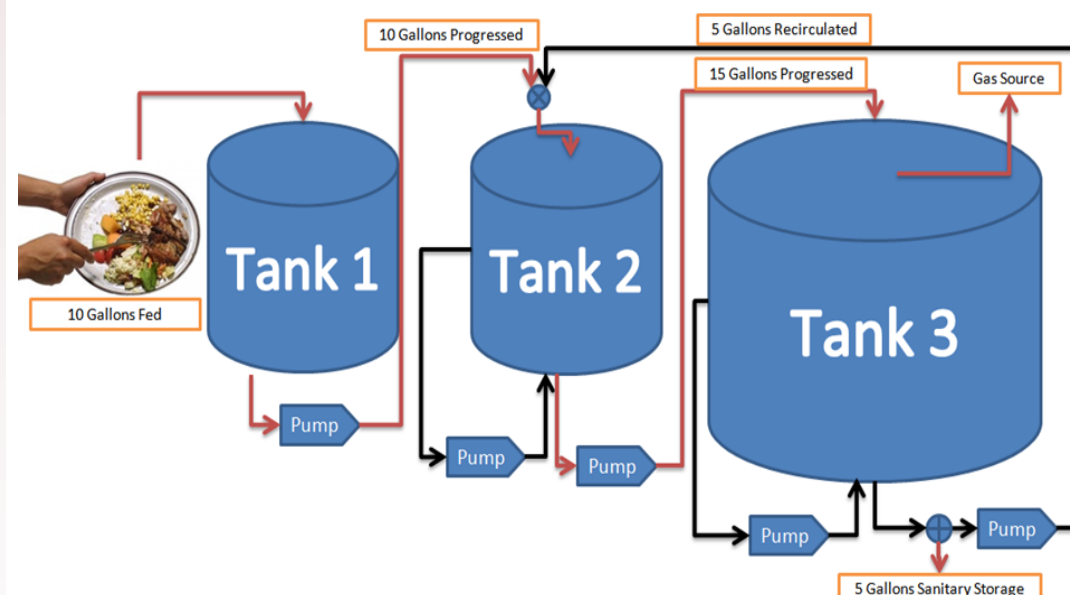 10 Gallons Progressed
5 Gallons Recirculated
15 Gallons Progressed
Gas Source
Tank 1
Tank 2
Tank 3
10 Gallons Fed
Pump
Pump
Pump
Pump
Pump
5 Gallons Sanitary Storage